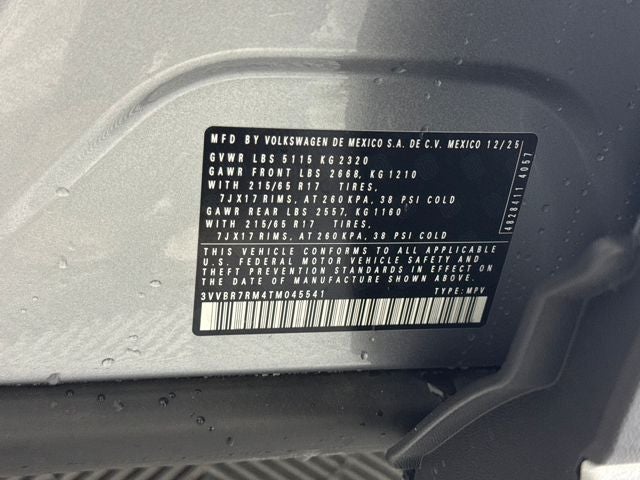 MFD BY VOLKSWAGEN DE MEXICO S.A. DE C.V. MEXICO 12/25
GVWR LBS 5115 KG 2320
GAWR FRONT LBS 2668, KG 1210
WITH 215/65 R17 TIRES,
7JX17 RIMS, AT 260 KPA, 38 PSI COLD
GAWR REAR LBS 2557, KG 1160
WITH 215/65 R17 TIRES,
7JX17 RIMS, AT 260 KPA, 38 PSI COLD
THIS VEHICLE CONFORMS TO ALL APPLICABLE
U.S. FEDERAL MOTOR VEHICLE SAFETY AND
THEFT PREVENTION STANDARDS IN EFFECT ON THE
DATE OF MANUFACTURE SHOWN ABOVE.
3VVBR7RM4TM045541 TYPE: MPV
4828411 4057